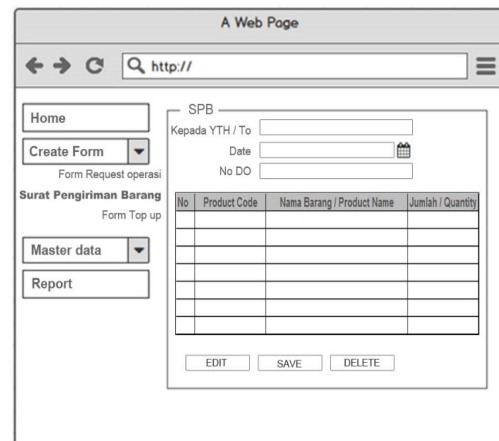 A Web Page
http://
Home
Create Form
Form Request operasi
Surat Pengiriman Barang
Form Top up
Master data
Report
SPB
Kepada YTH / To
Date
No DO
No Product Code Nama Barang / Product Name Jumlah / Quantity
EDIT SAVE DELETE